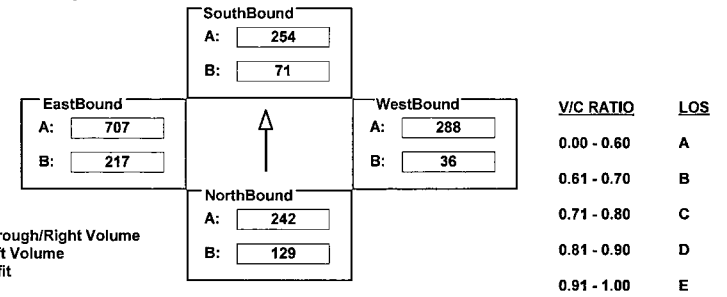 SouthBound
A: 254
B: 71
EastBound
A: 707
B: 217
WestBound
A: 288
B: 36
NorthBound
A: 242
B: 129
rough/Right Volume
ft Volume
fit
V/C RATIO LOS
0.00 - 0.60 A
0.61 - 0.70 B
0.71 - 0.80 C
0.81 - 0.90 D
0.91 - 1.00 E